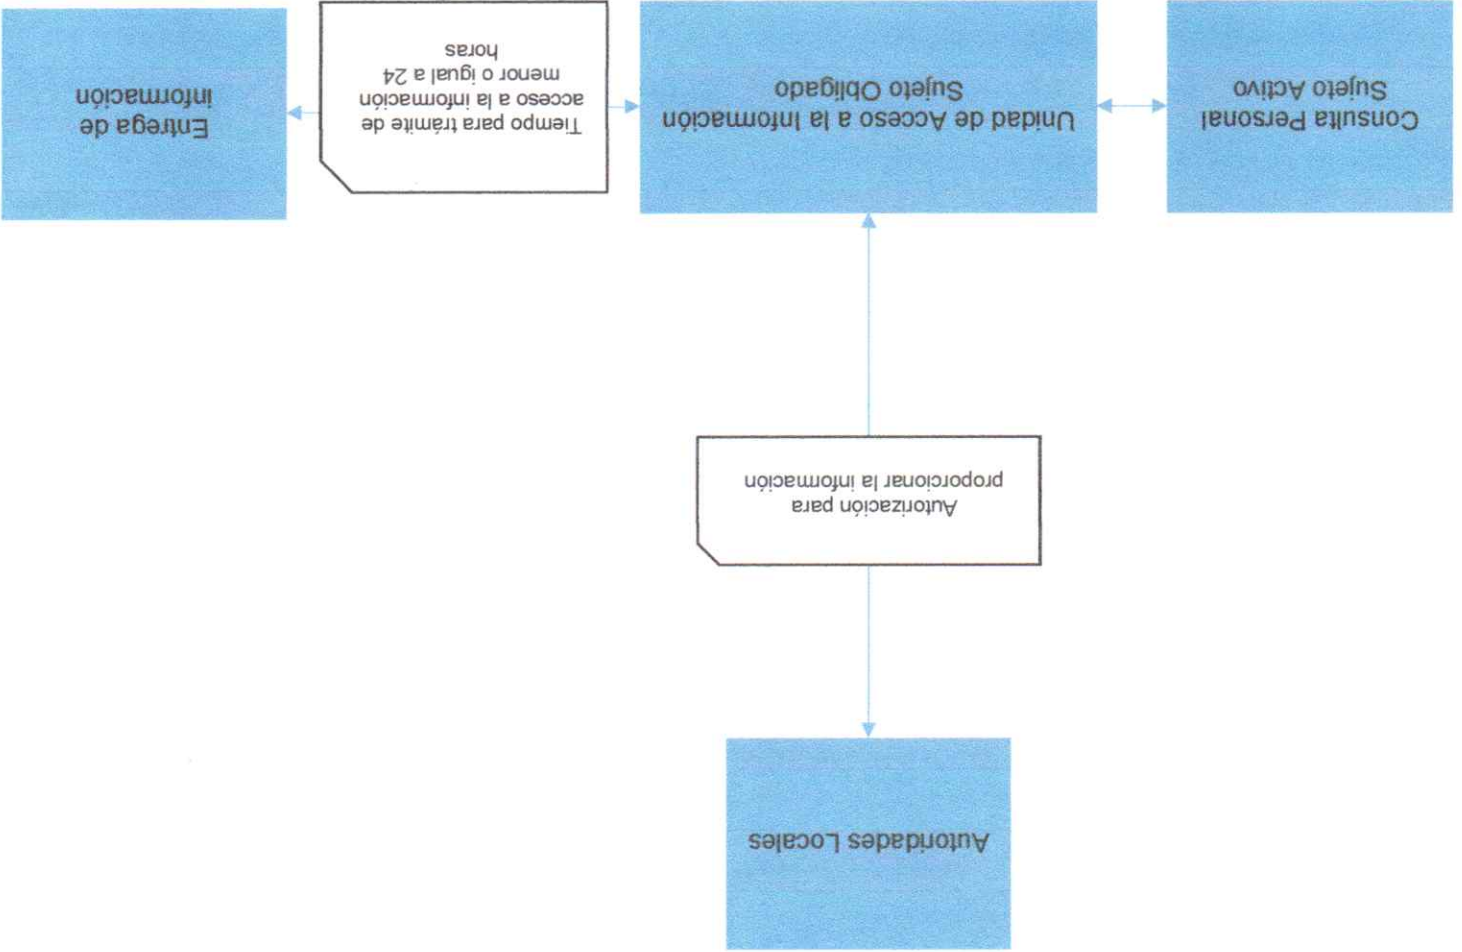 Autoridades Locales
Autorización para
proporcionar la información
Consulta Personal
Sujeto Activo
Unidad de Acceso a la Información
Sujeto Obligado
Tiempo para trámite de
acceso a la información
menor o igual a 24
horas
Entrega de
información